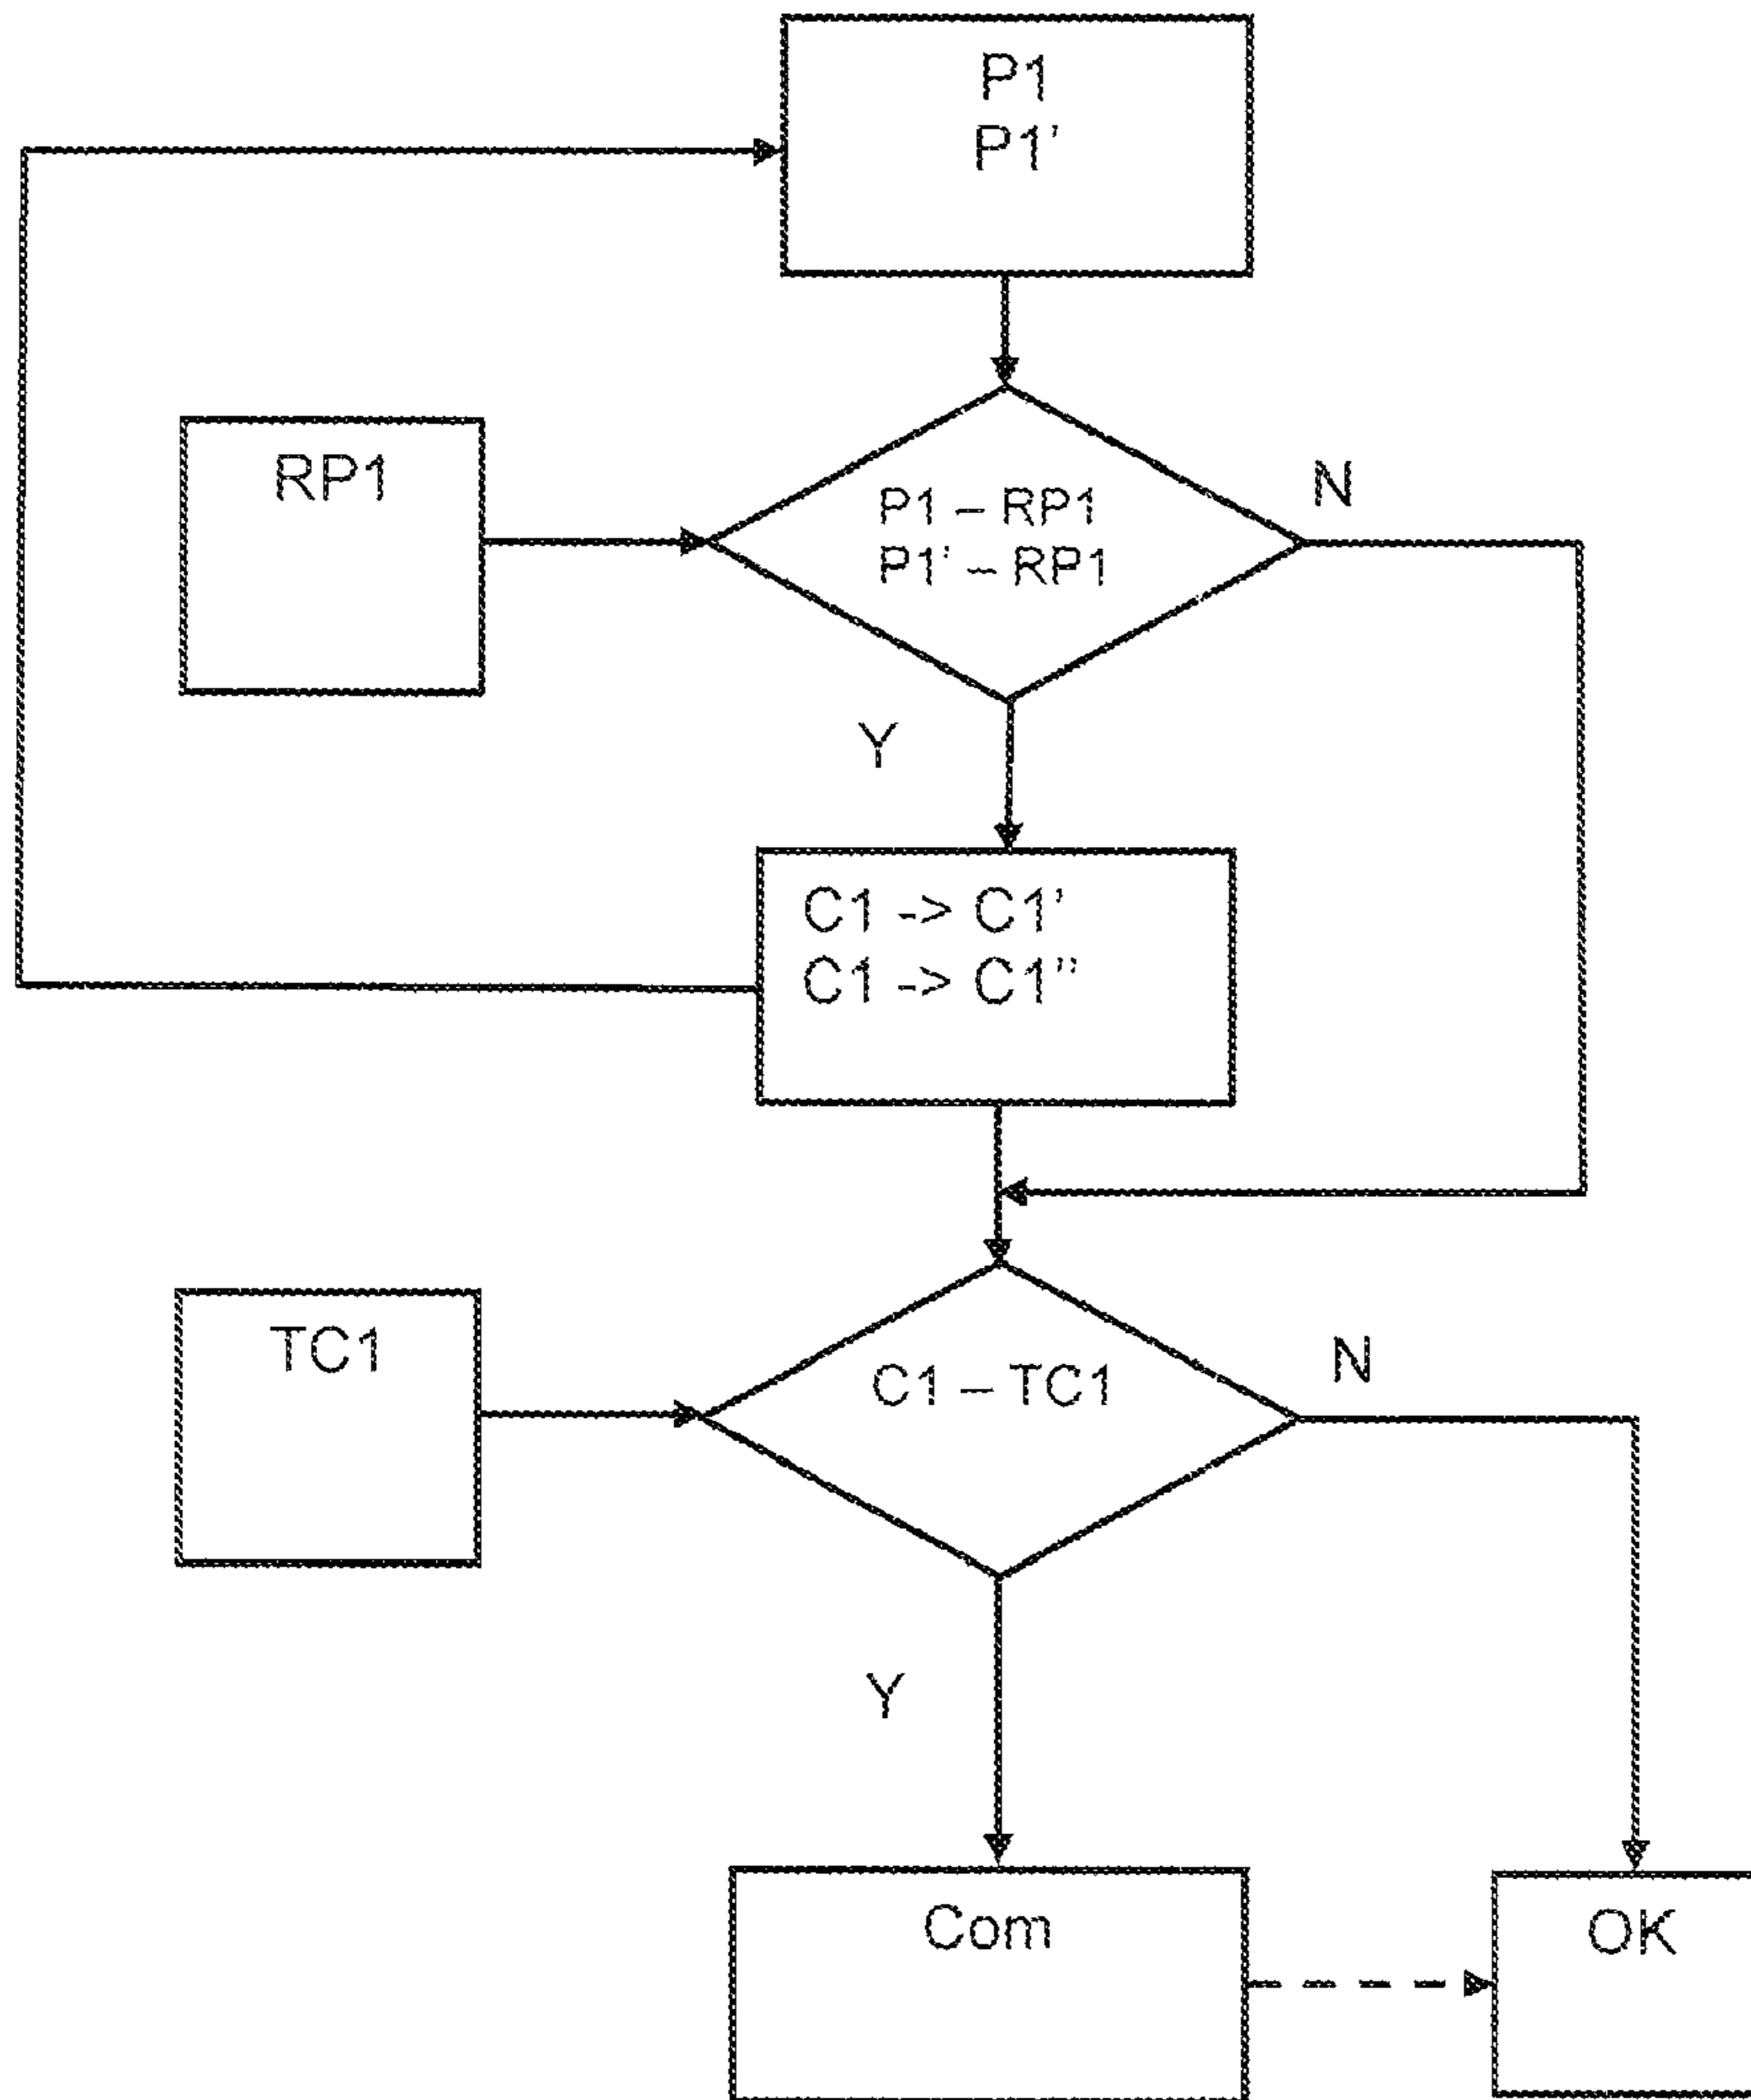 P1
P1’
RP1
P1 – RP1
P1’ – RP1
N
Y
C1 -> C1’
C1 -> C1”
TC1
C1 – TC1
N
Y
Com
OK